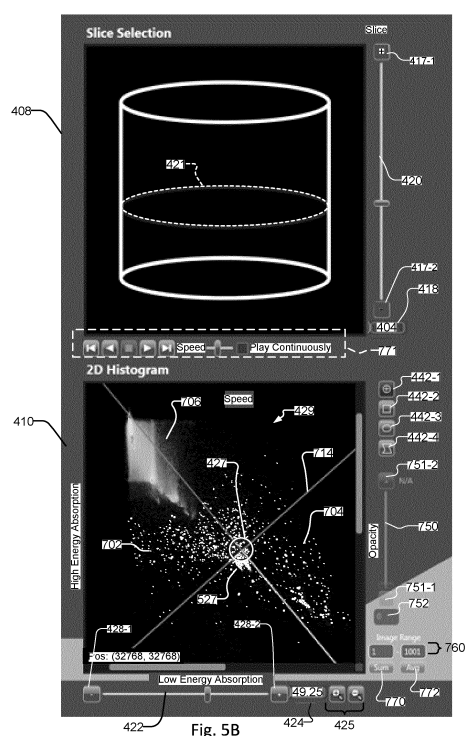 Slice Selection
Slice
417-1
408
421
420
417-2
418
404
Speed
Play Continuously
771
2D Histogram
Speed
706
429
442-1
442-2
442-3
442-4
410
427
714
751-2
N/A
High Energy Absorption
702
704
750
Opacity
527
751-1
752
Image Range
1 - 1001
760
428-1
428-2
Pos: (32768, 32768)
Sum
Avg
Low Energy Absorption
49.25
770
772
422
424
425
Fig. 5B